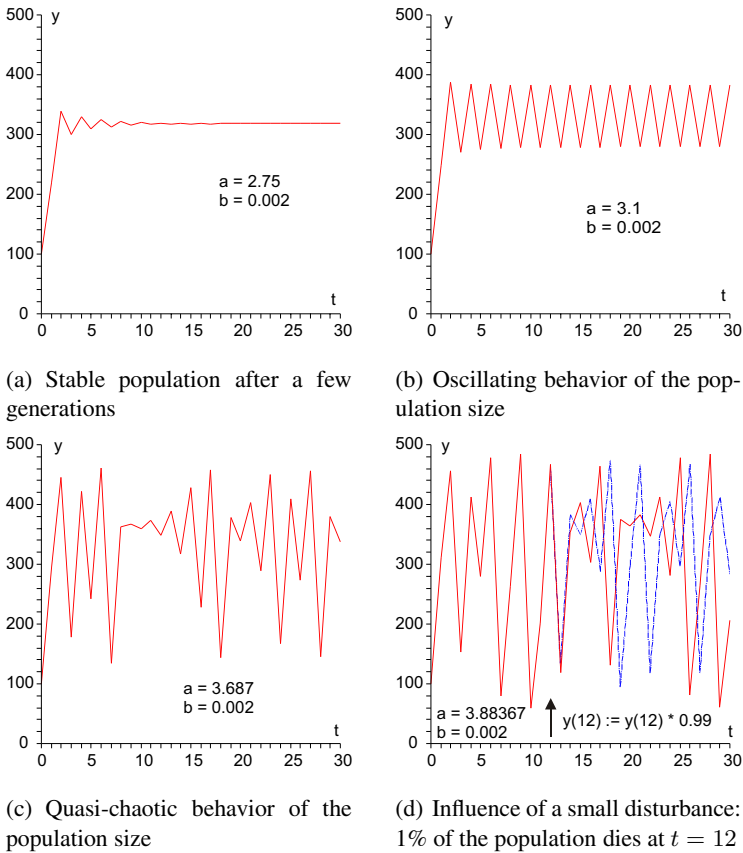 y
500
400
300
200
100
0
a = 2.75
b = 0.002
t
0 5 10 15 20 25 30
(a) Stable population after a few
generations
y
500
400
300
200
100
0
a = 3.1
b = 0.002
t
0 5 10 15 20 25 30
(b) Oscillating behavior of the pop-
ulation size
y
500
400
300
200
100
0
a = 3.687
b = 0.002
t
0 5 10 15 20 25 30
(c) Quasi-chaotic behavior of the
population size
y
500
400
300
200
100
0
a = 3.88367
b = 0.002
y(12) := y(12) * 0.99
t
0 5 10 15 20 25 30
(d) Influence of a small disturbance:
1% of the population dies at t = 12